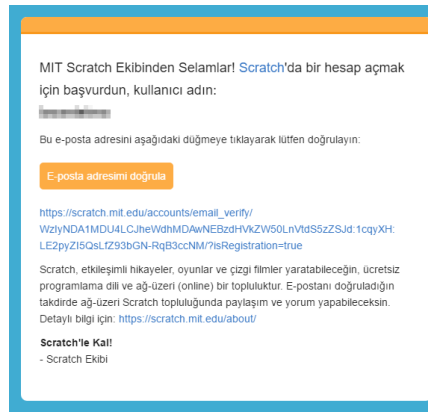 MIT Scratch Ekibinden Selamlar! Scratch'da bir hesap açmak
için başvurdun, kullanıcı adın:
Bu e-posta adresini aşağıdaki düğmeye tıklayarak lütfen doğrulayın:
E-posta adresimi doğrula
https://scratch.mit.edu/accounts/email_verify/
WzIyNDA1MDU4LCJheWdhMDAwNEBzdHVkZW50LnVtdS5zZSJd:1cqyXH:
LE2pyZI5QsLfZ93bGN-RqB3ccNM/?isRegistration=true
Scratch, etkileşimli hikayeler, oyunlar ve çizgi filmler yaratabileceğin, ücretsiz
programlama dili ve ağ-üzeri (online) bir topluluktur. E-postanı doğruladığın
takdirde ağ-üzeri Scratch topluluğunda paylaşım ve yorum yapabileceksin.
Detaylı bilgi için: https://scratch.mit.edu/about/
Scratch'le Kal!
- Scratch Ekibi